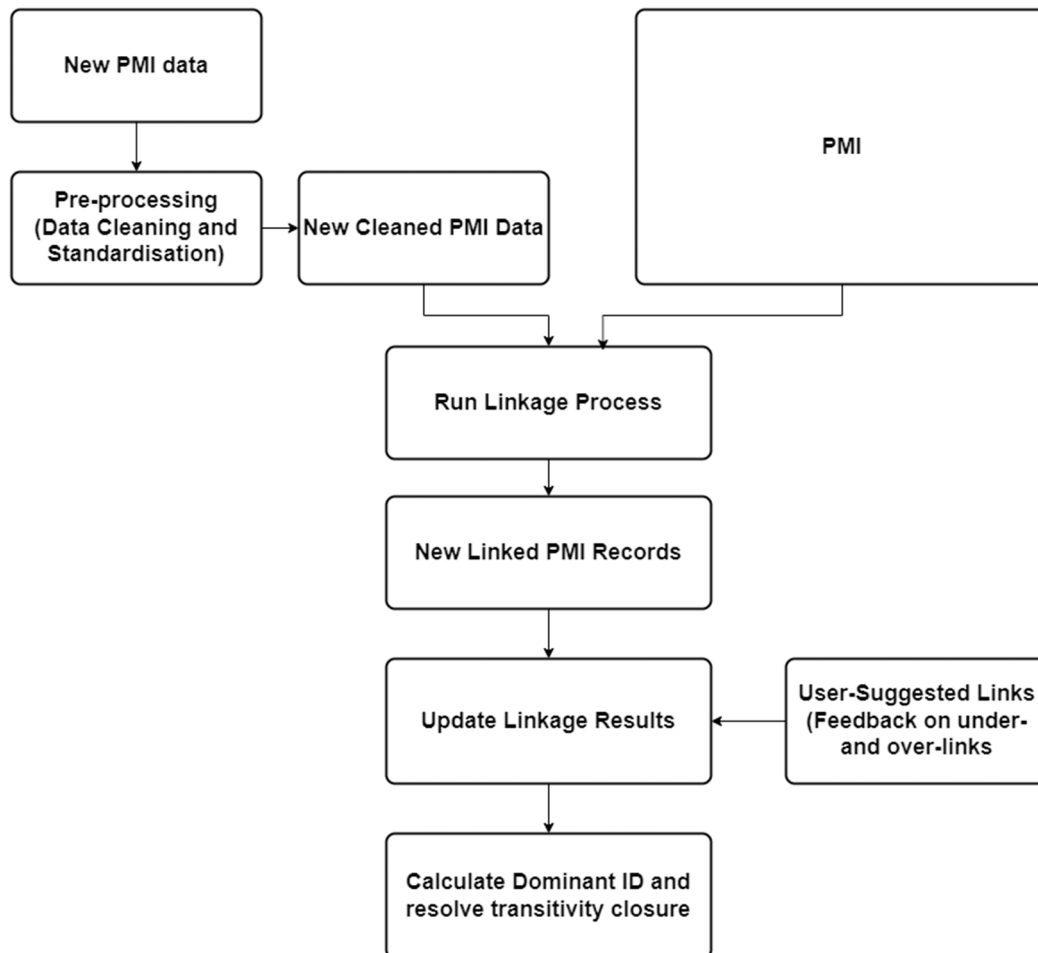 New PMI data
PMI
Pre-processing
(Data Cleaning and
Standardisation)
New Cleaned PMI Data
Run Linkage Process
New Linked PMI Records
Update Linkage Results
User-Suggested Links
(Feedback on under-
and over-links
Calculate Dominant ID and
resolve transitivity closure